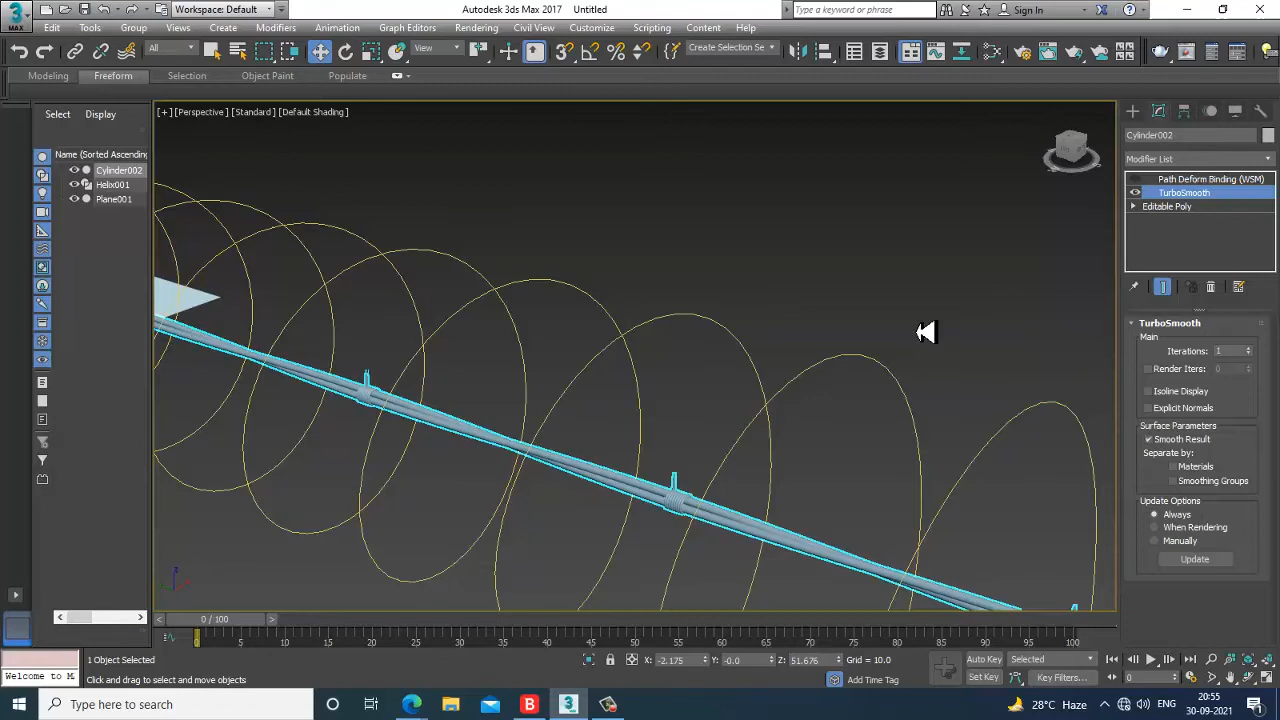 3 MAX Workspace: Default Autodesk 3ds Max 2017 Untitled Type a keyword or phrase Sign In
Edit Tools Group Views Create Modifiers Animation Graph Editors Rendering Civil View Customize Scripting Content Help
All View Create Selection Se
Modeling Freeform Selection Object Paint Populate
Select Display
[+] [Perspective] [Standard] [Default Shading]
Name (Sorted Ascending
Cylinder002
Helix001
Plane001
Cylinder002
Modifier List
Path Deform Binding (WSM)
TurboSmooth
Editable Poly
TurboSmooth
Main
Iterations: 1
Render Iters: 0
Isoline Display
Explicit Normals
Surface Parameters
Smooth Result
Separate by:
Materials
Smoothing Groups
Update Options
Always
When Rendering
Manually
Update
z
0 / 100
0 5 10 15 20 25 30 35 40 45 50 55 60 65 70 75 80 85 90 95 100
1 Object Selected X: -2.175 Y: -0.0 Z: 51.676 Grid = 10.0 Auto Key Selected
Welcome to M Click and drag to select and move objects Add Time Tag Set Key Key Filters... 0
Type here to search B 3 28°C Haze ENG 20:55 30-09-2021 1